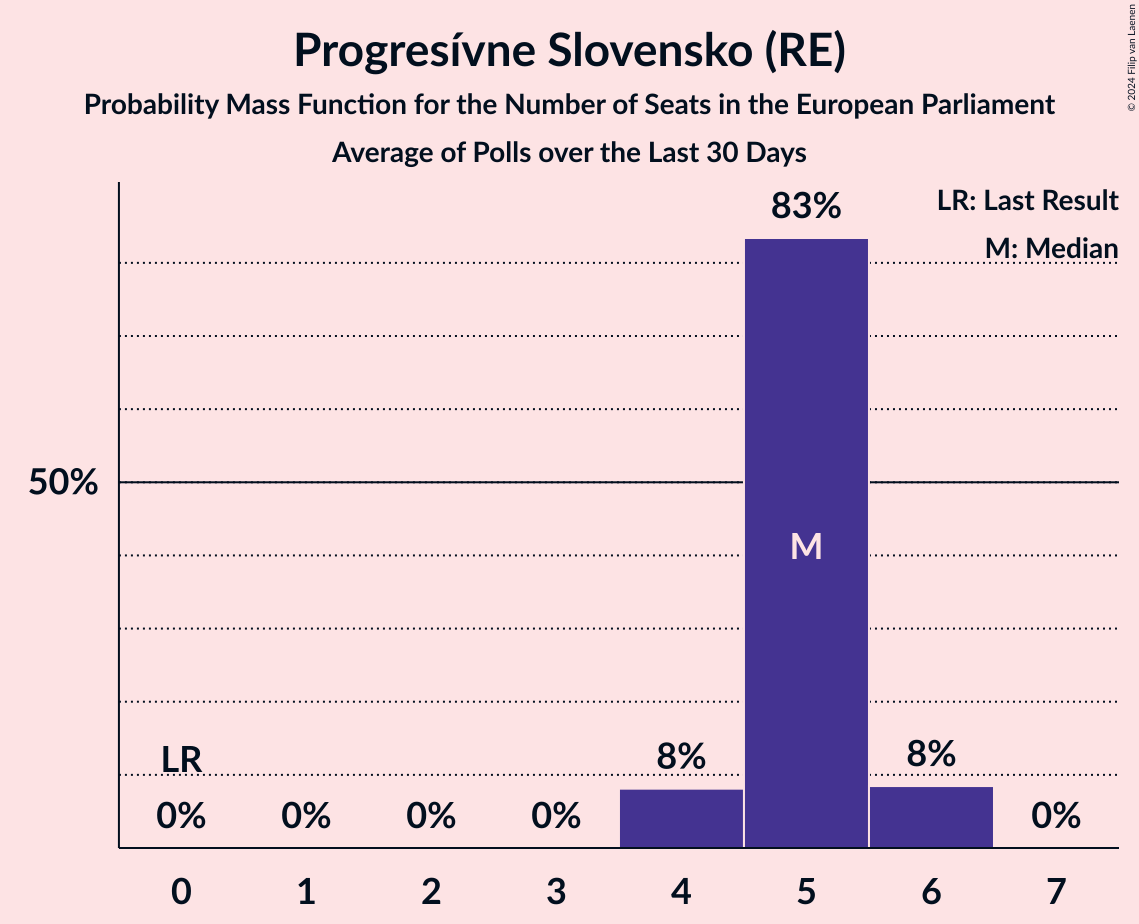 Progresívne Slovensko (RE)
Probability Mass Function for the Number of Seats in the European Parliament
Average of Polls over the Last 30 Days
© 2024 Filip van Laenen
LR: Last Result
M: Median
83%
50%
M
LR
8%
8%
0%
0%
0%
0%
0%
0
1
2
3
4
5
6
7